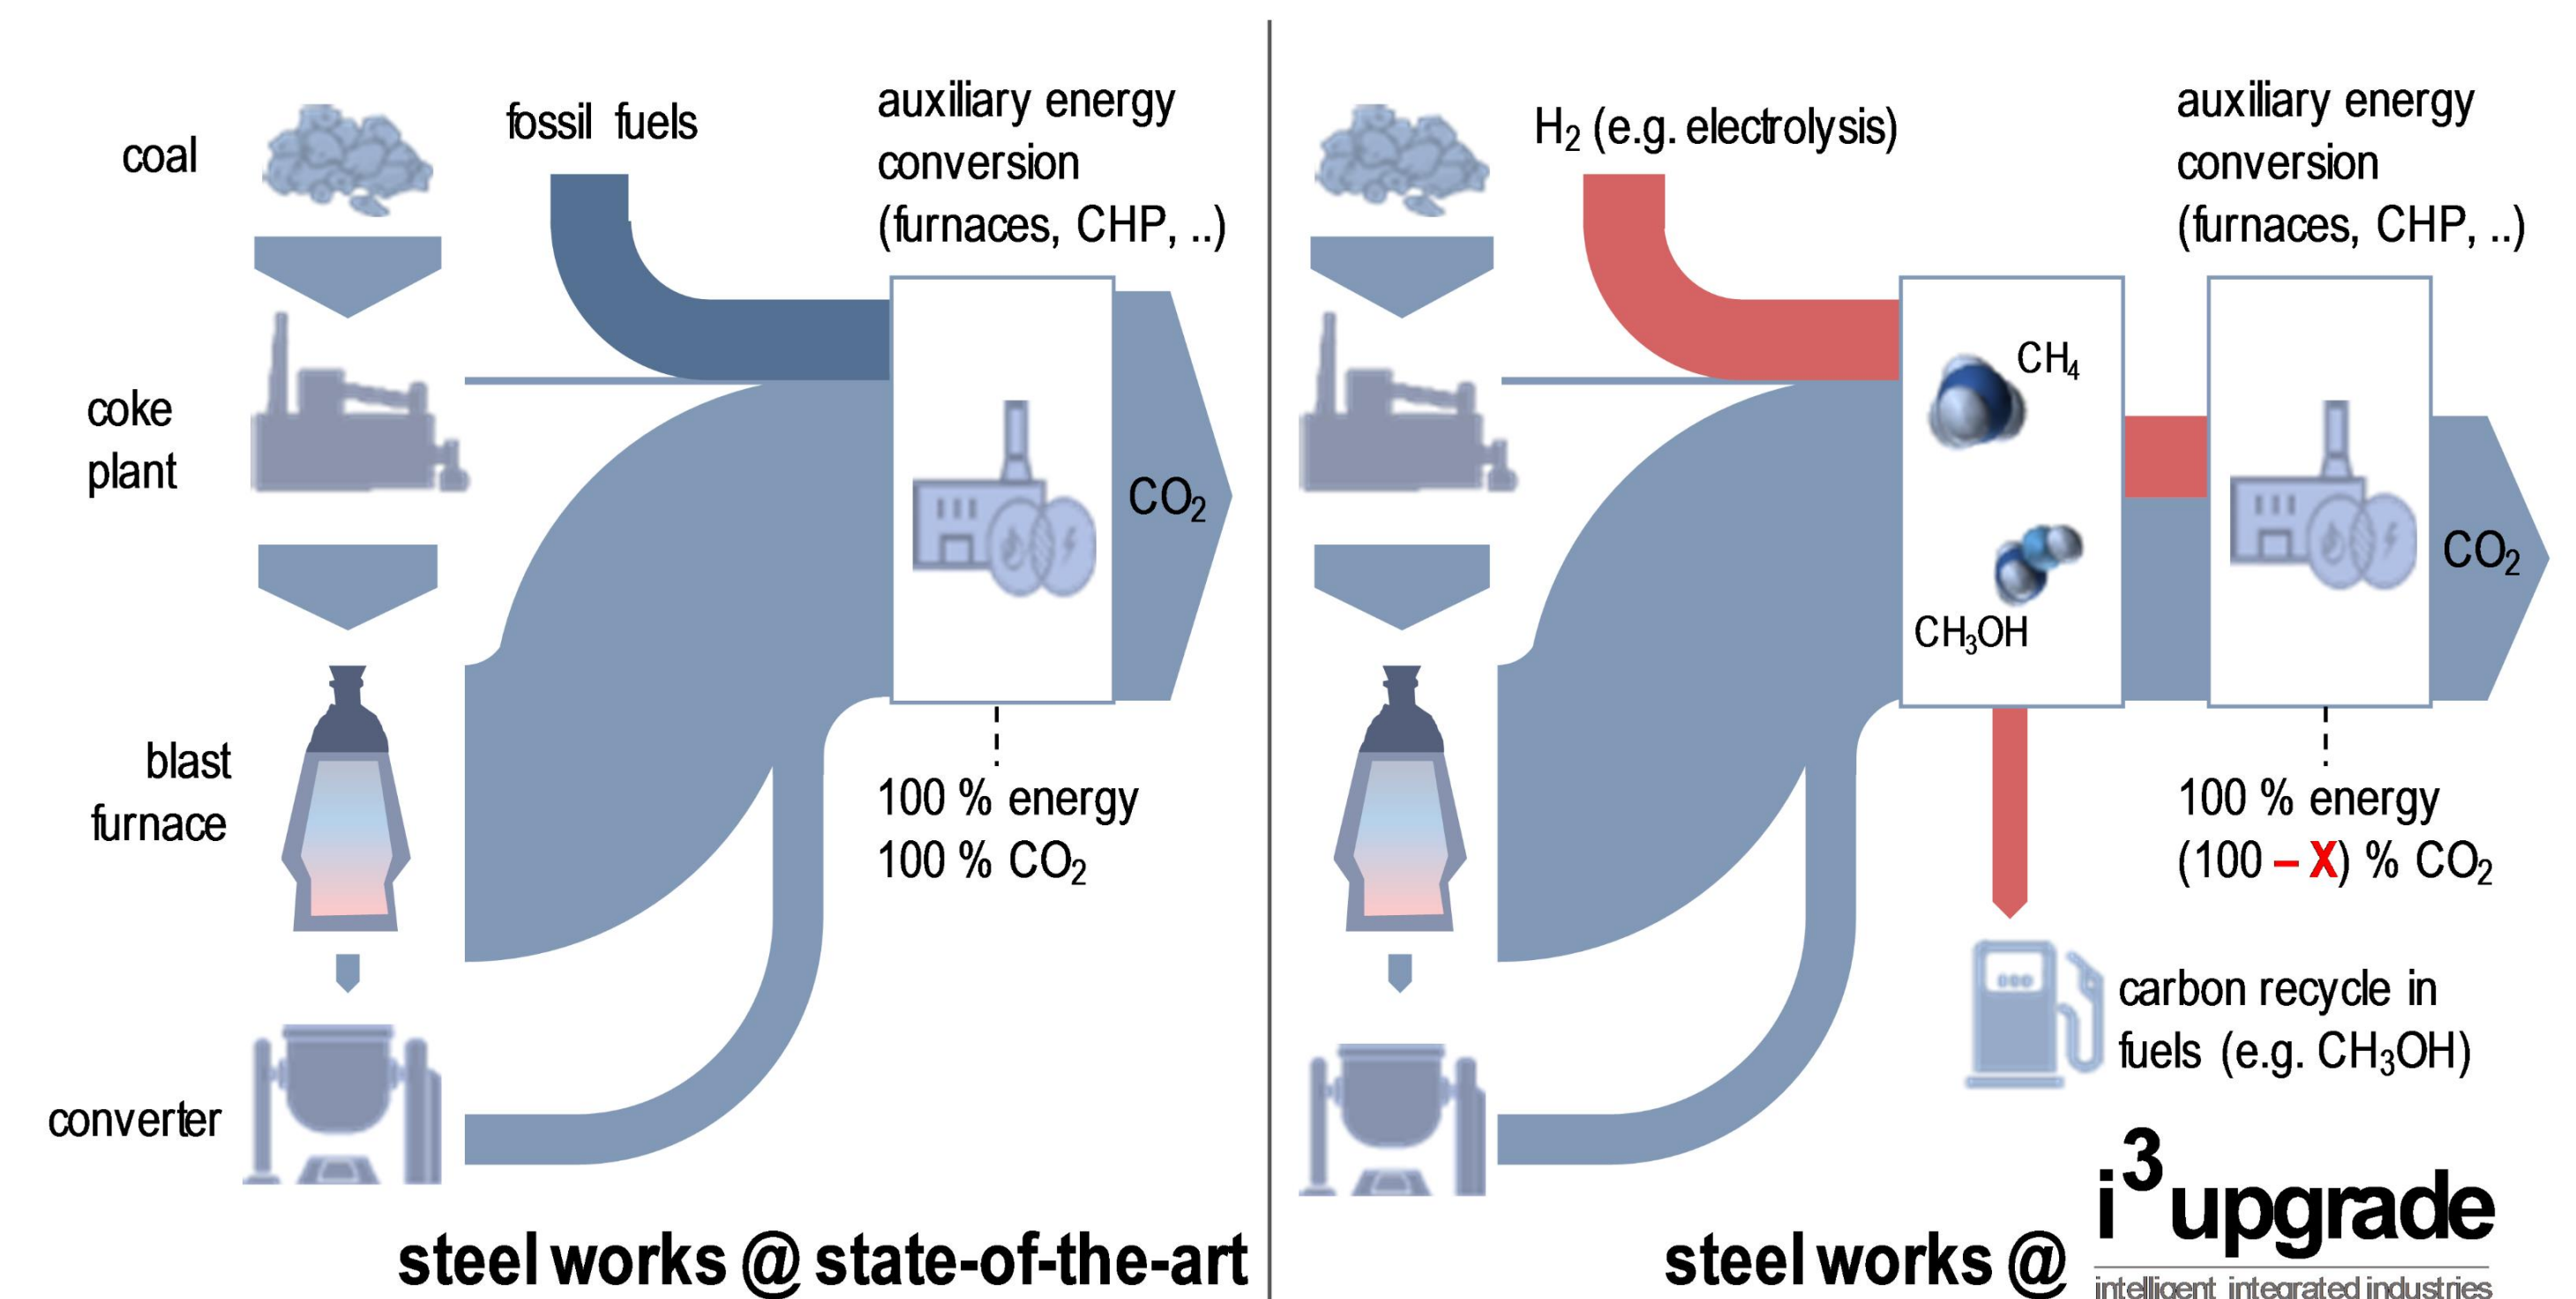 coal
fossil fuels
auxiliary energy
conversion
(furnaces, CHP, ..)
coke
plant
CO₂
blast
furnace
100 % energy
100 % CO₂
converter
steel works @ state-of-the-art
H₂ (e.g. electrolysis)
auxiliary energy
conversion
(furnaces, CHP, ..)
CH₄
CH₃OH
CO₂
100 % energy
(100 – X) % CO₂
carbon recycle in
fuels (e.g. CH₃OH)
steel works @
i³upgrade
intelligent integrated industries